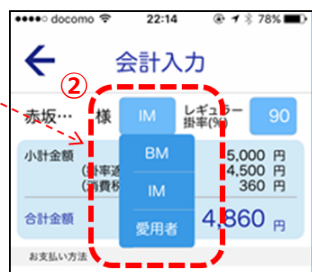 docomo 22:14 78%
会計入力
②
赤坂… 様 IM レギュラー掛率(%) 90
小計金額 BM 5,000 円
(掛率適 4,500 円
(消費税 IM 360 円
合計金額 愛用者 4,860 円
お支払い方法